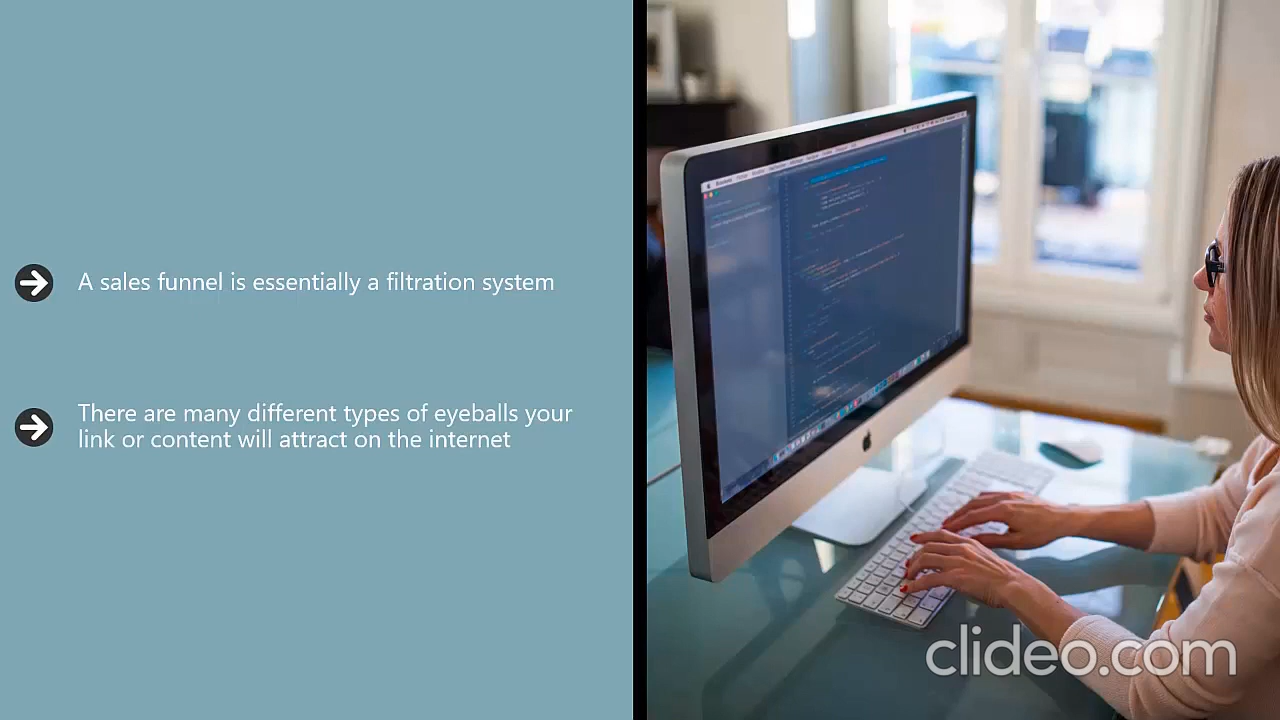 A sales funnel is essentially a filtration system
There are many different types of eyeballs your
link or content will attract on the internet
clideo.com